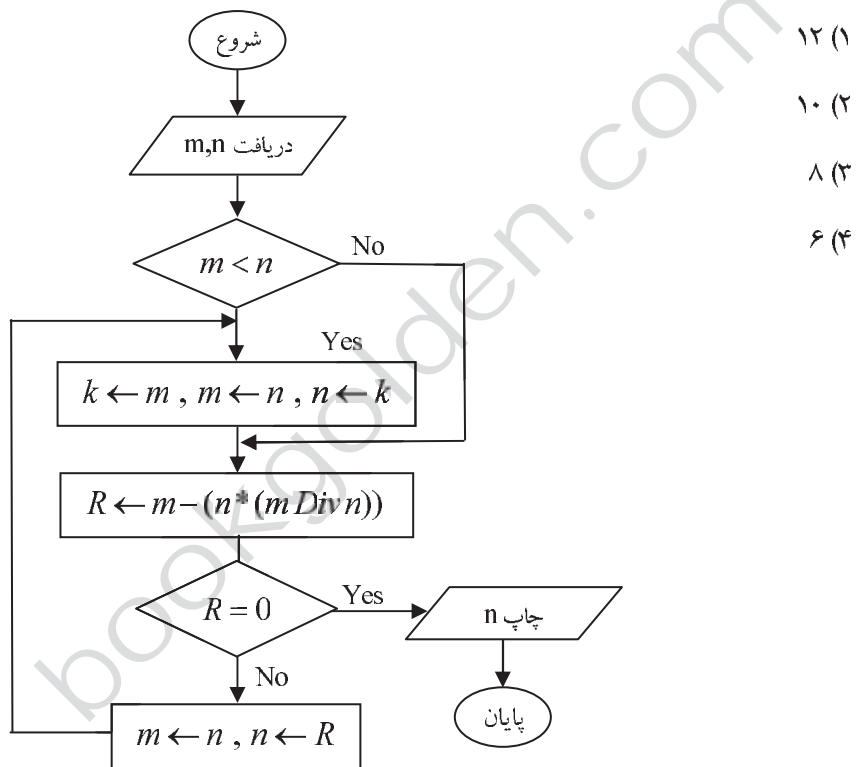 شروع
۱) ۱۲
۲) ۱۰
۳) ۸
۴) ۶
دریافت m,n
m < n
No
Yes
k ← m , m ← n , n ← k
R ← m − (n * (m Div n))
R = 0
Yes
چاپ n
No
m ← n , n ← R
پایان
bookgolden.com